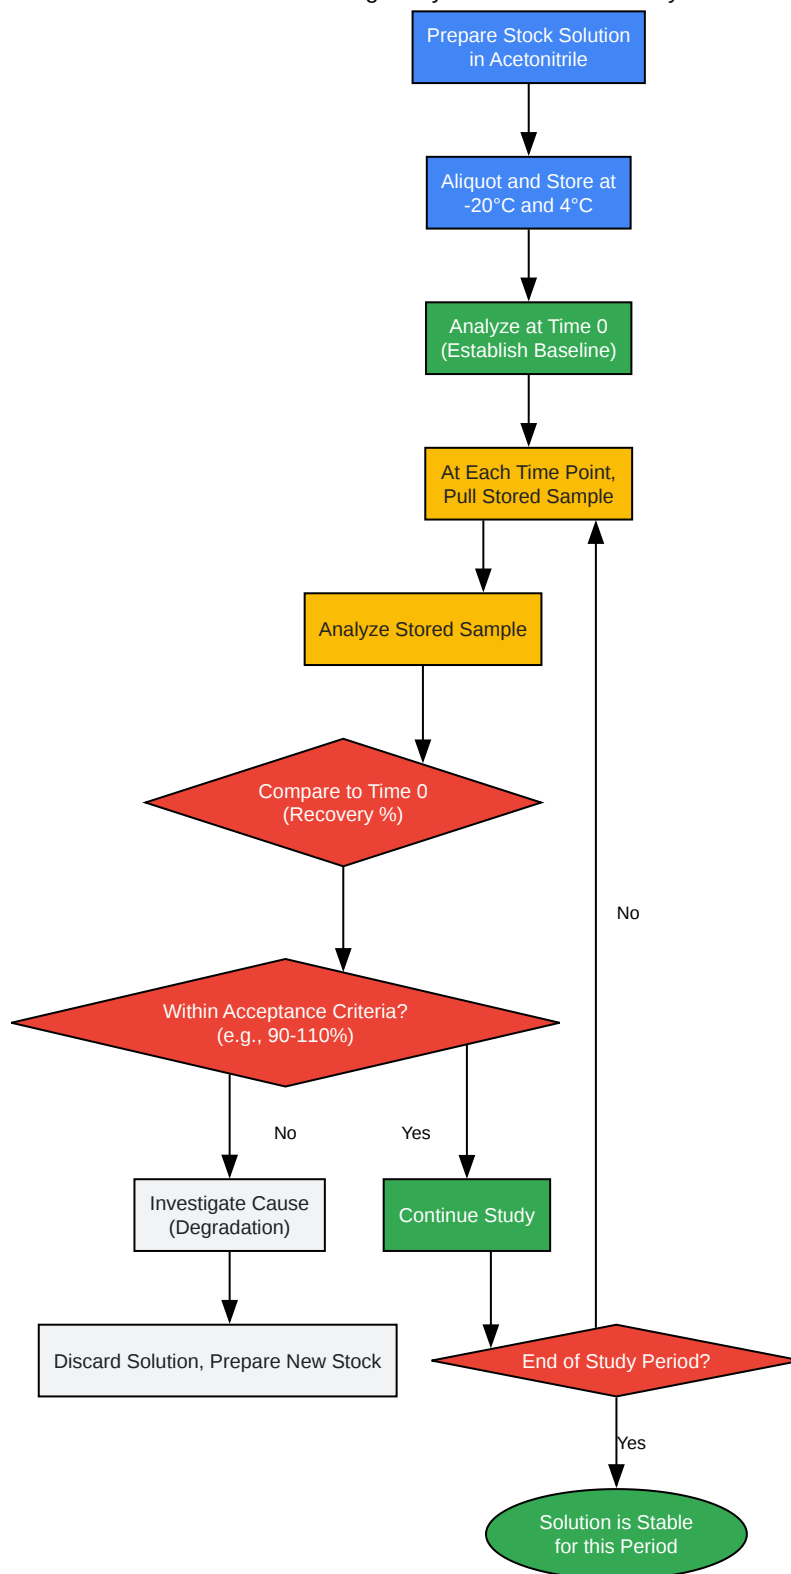 Prepare Stock Solution
in Acetonitrile
Aliquot and Store at
-20°C and 4°C
Analyze at Time 0
(Establish Baseline)
At Each Time Point,
Pull Stored Sample
Analyze Stored Sample
Compare to Time 0
(Recovery %)
No
Within Acceptance Criteria?
(e.g., 90-110%)
No
Yes
Investigate Cause
(Degradation)
Continue Study
Discard Solution, Prepare New Stock
End of Study Period?
Yes
Solution is Stable
for this Period